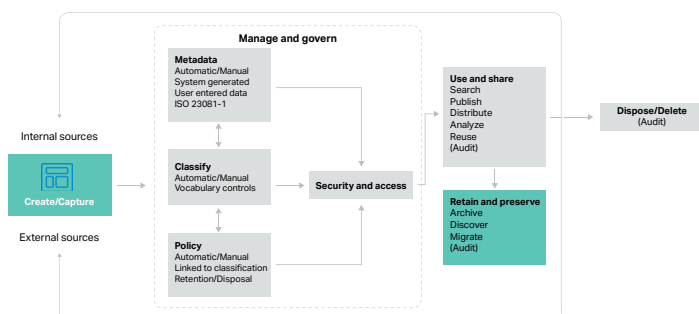 Manage and govern
Internal sources
Create/Capture
External sources
Metadata
Automatic/Manual
System generated
User entered data
ISO 23081-1
Classify
Automatic/Manual
Vocabulary controls
Policy
Automatic/Manual
Linked to classification
Retention/Disposal
Security and access
Use and share
Search
Publish
Distribute
Analyze
Reuse
(Audit)
Retain and preserve
Archive
Discover
Migrate
(Audit)
Dispose/Delete
(Audit)